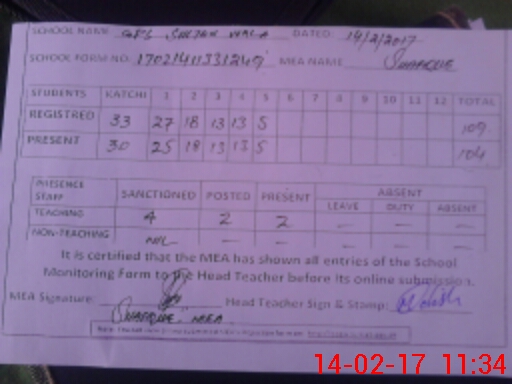 SCHOOL NAME GBPS SULTAN WALA DATED: 14/2/2017
SCHOOL FORM NO. MEA NAME SHAFIQUE
STUDENTS KATCHI 1 2 3 4 5 6 7 8 9 10 11 12 TOTAL
REGISTRED 33 27 18 13 13 5 109
PRESENT 30 25 18 13 13 5 104
PRESENCE STAFF SANCTIONED POSTED PRESENT ABSENT
LEAVE DUTY ABSENT
TEACHING 4 2 2 — — —
NON-TEACHING NIL — — — — —
It is certified that the MEA has shown all entries of the School
Monitoring Form to the Head Teacher before its online submission.
MEA Signature: Head Teacher Sign & Stamp:
SHAFIQUE MEA
14-02-17 11:34